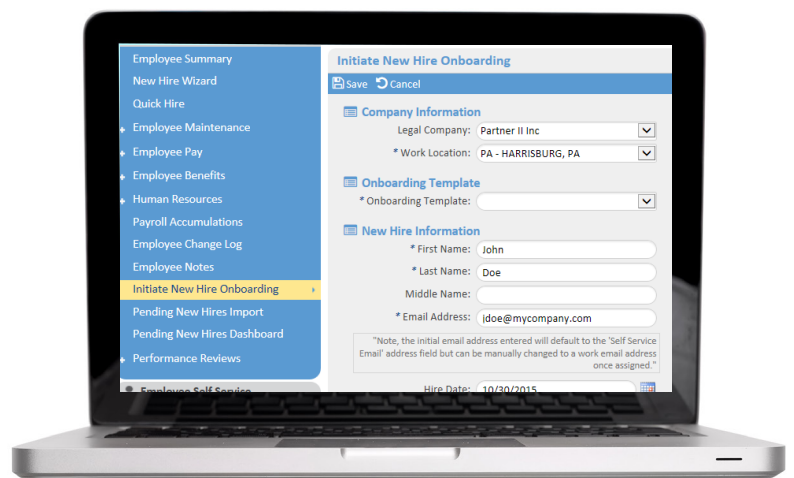 Employee Summary
New Hire Wizard
Quick Hire
Employee Maintenance
Employee Pay
Employee Benefits
Human Resources
Payroll Accumulations
Employee Change Log
Employee Notes
Initiate New Hire Onboarding
Pending New Hires Import
Pending New Hires Dashboard
Performance Reviews
Employee Self Service
Initiate New Hire Onboarding
Save Cancel
Company Information
Legal Company: Partner II Inc
* Work Location: PA - HARRISBURG, PA
Onboarding Template
* Onboarding Template:
New Hire Information
* First Name: John
* Last Name: Doe
Middle Name:
* Email Address: jdoe@mycompany.com
"Note, the initial email address entered will default to the 'Self Service
Email' address field but can be manually changed to a work email address
once assigned."
Hire Date: 10/30/2015